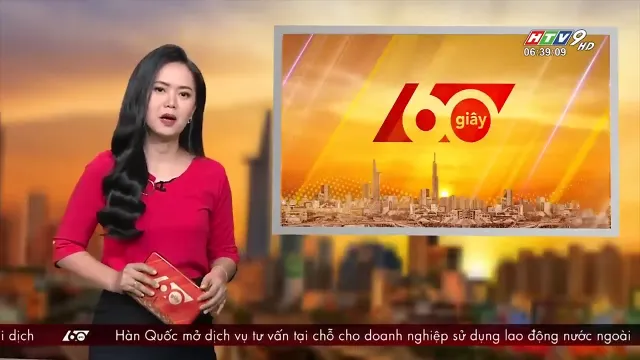 HTV9 HD
06:39:09
60 giây
60
i dịch 60 Hàn Quốc mở dịch vụ tư vấn tại chỗ cho doanh nghiệp sử dụng lao động nước ngoài